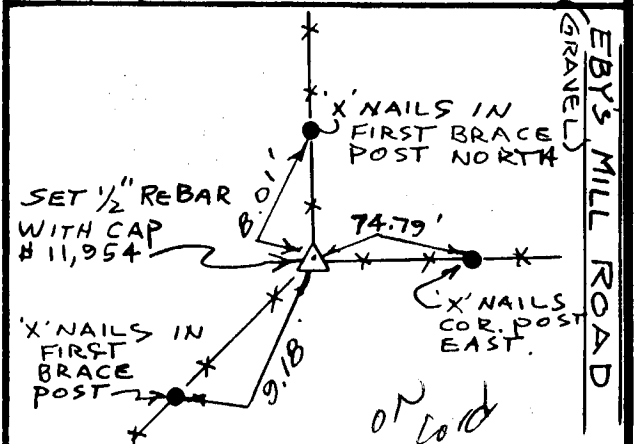 EBY'S MILL ROAD
(GRAVEL)
'X' NAILS IN
FIRST BRACE
POST NORTH
SET 1/2" REBAR
WITH CAP
# 11,954
8.01'
74.79'
'X' NAILS
COR. POST
EAST.
'X' NAILS IN
FIRST
BRACE
POST
9.18